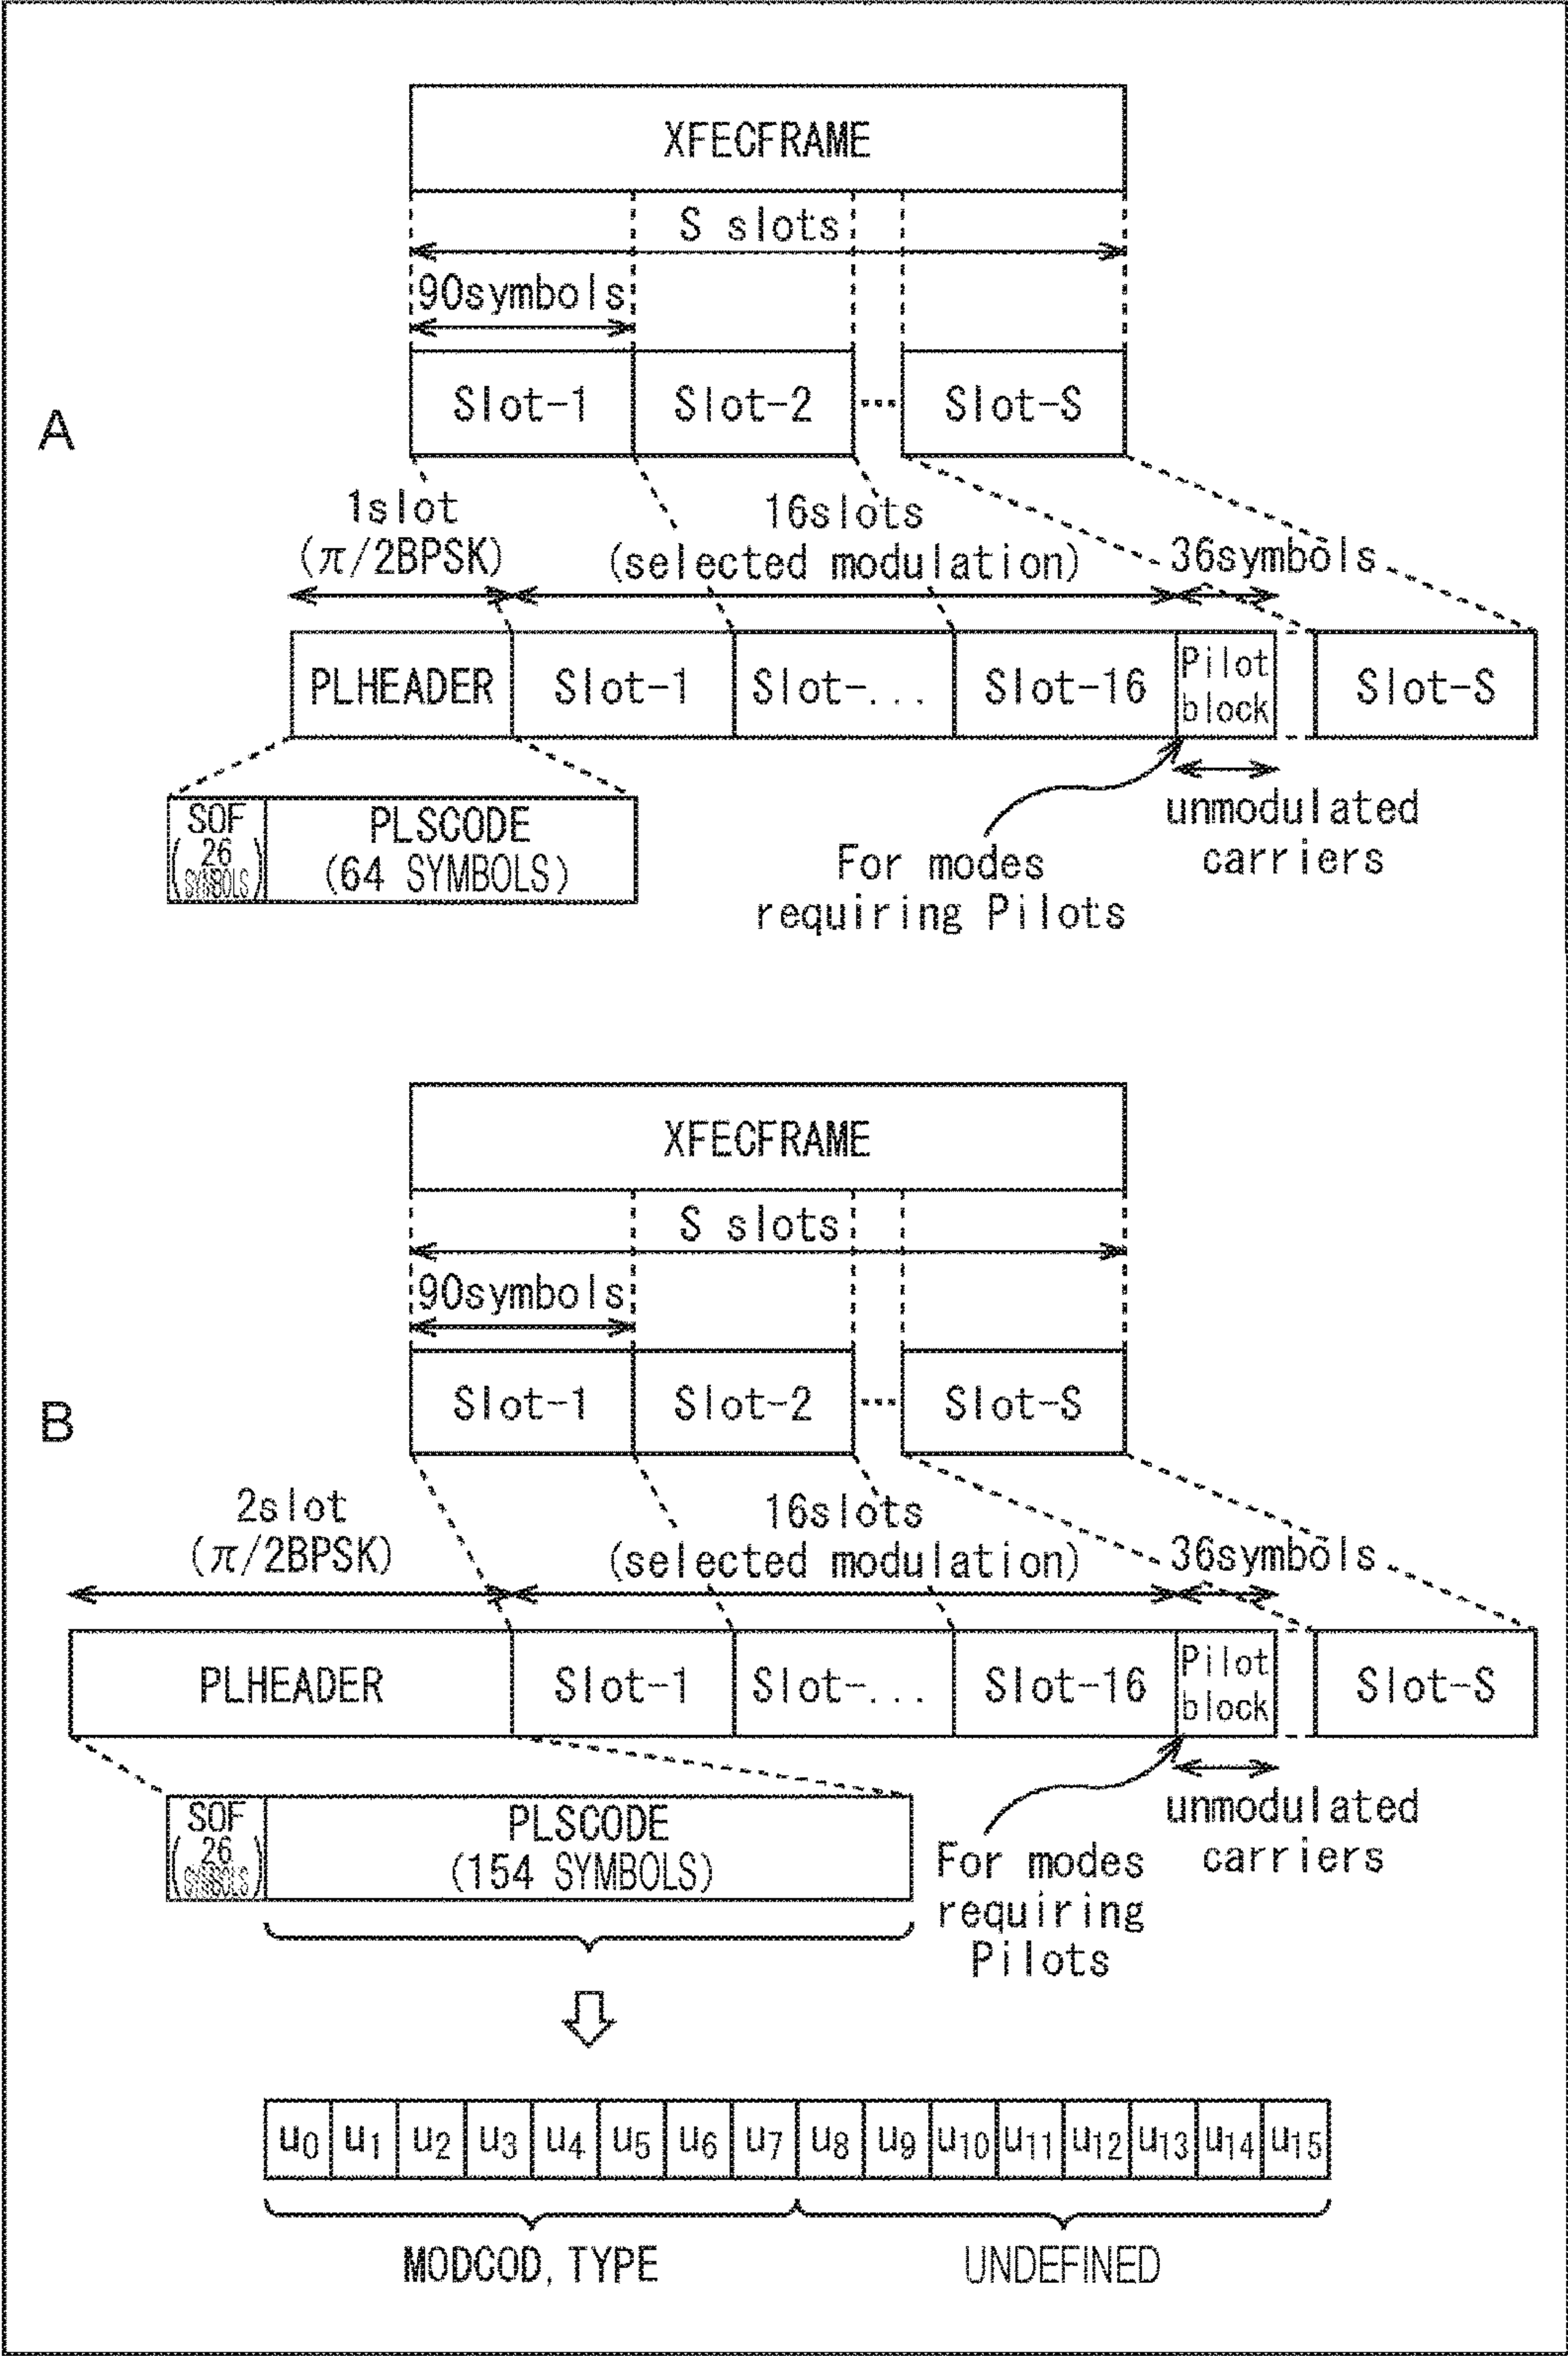 XFECFRAME
S slots
90symbols
Slot-1 Slot-2 ... Slot-S
A
1slot
(π/2BPSK)
16slots
(selected modulation)
36symbols
PLHEADER Slot-1 Slot-... Slot-16 Pilot block Slot-S
SOF
(26 SYMBOLS)
PLSCODE
(64 SYMBOLS)
For modes
requiring Pilots
unmodulated
carriers
XFECFRAME
S slots
90symbols
Slot-1 Slot-2 ... Slot-S
B
2slot
(π/2BPSK)
16slots
(selected modulation)
36symbols
PLHEADER Slot-1 Slot-... Slot-16 Pilot block Slot-S
SOF
(26 SYMBOLS)
PLSCODE
(154 SYMBOLS)
For modes
requiring
Pilots
unmodulated
carriers
u0 u1 u2 u3 u4 u5 u6 u7 u8 u9 u10 u11 u12 u13 u14 u15
MODCOD, TYPE UNDEFINED